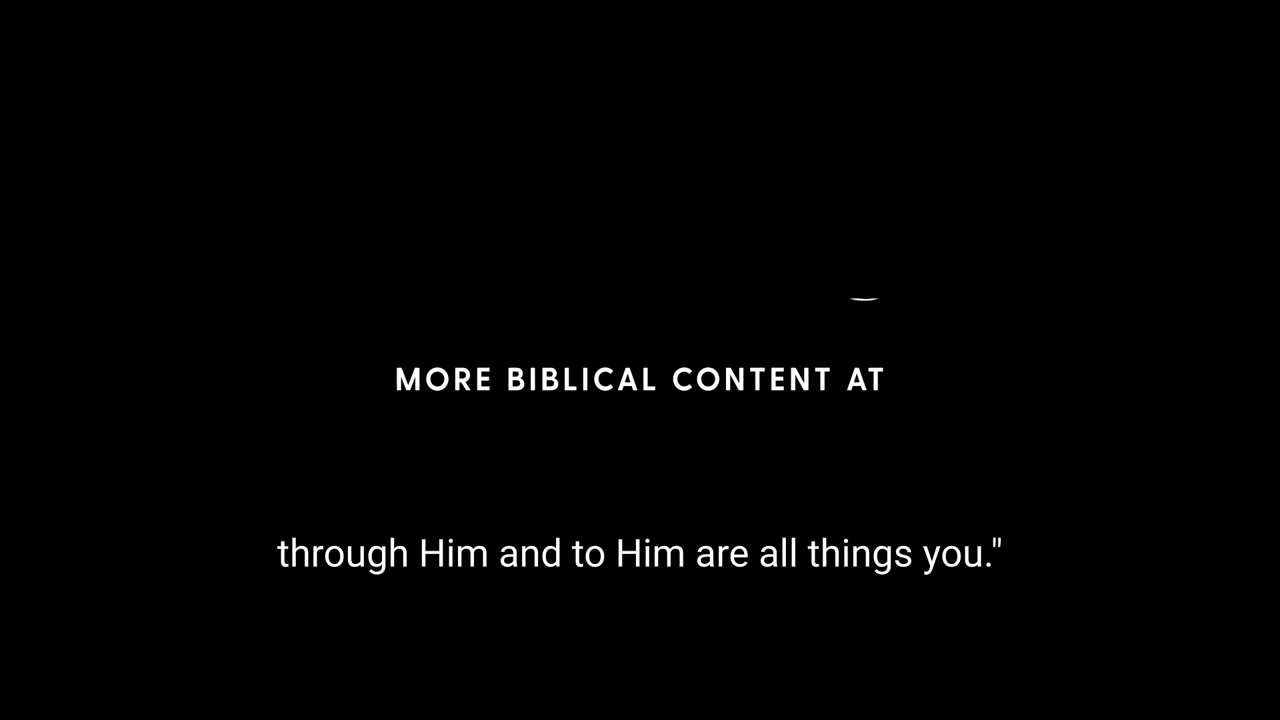 MORE BIBLICAL CONTENT AT
through Him and to Him are all things you."